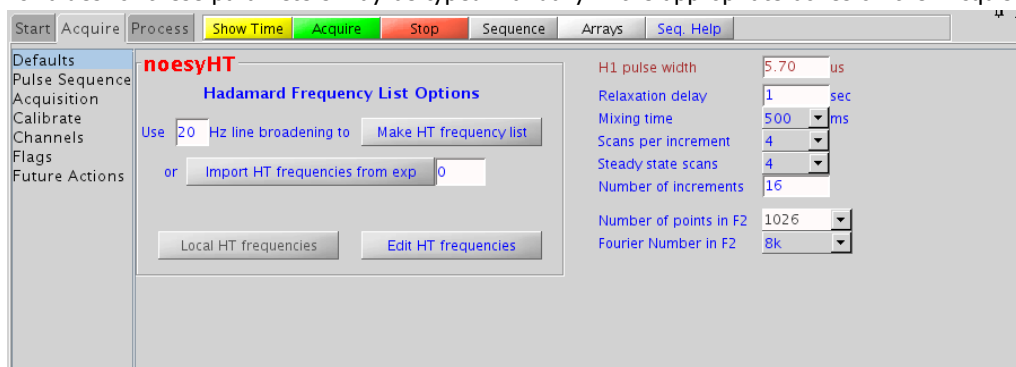 Start Acquire Process Show Time Acquire Stop Sequence Arrays Seq. Help
Defaults
Pulse Sequence
Acquisition
Calibrate
Channels
Flags
Future Actions
noesyHT
Hadamard Frequency List Options
Use 20 Hz line broadening to Make HT frequency list
or Import HT frequencies from exp 0
Local HT frequencies Edit HT frequencies
H1 pulse width 5.70 us
Relaxation delay 1 sec
Mixing time 500 ms
Scans per increment 4
Steady state scans 4
Number of increments 16
Number of points in F2 1026
Fourier Number in F2 8k